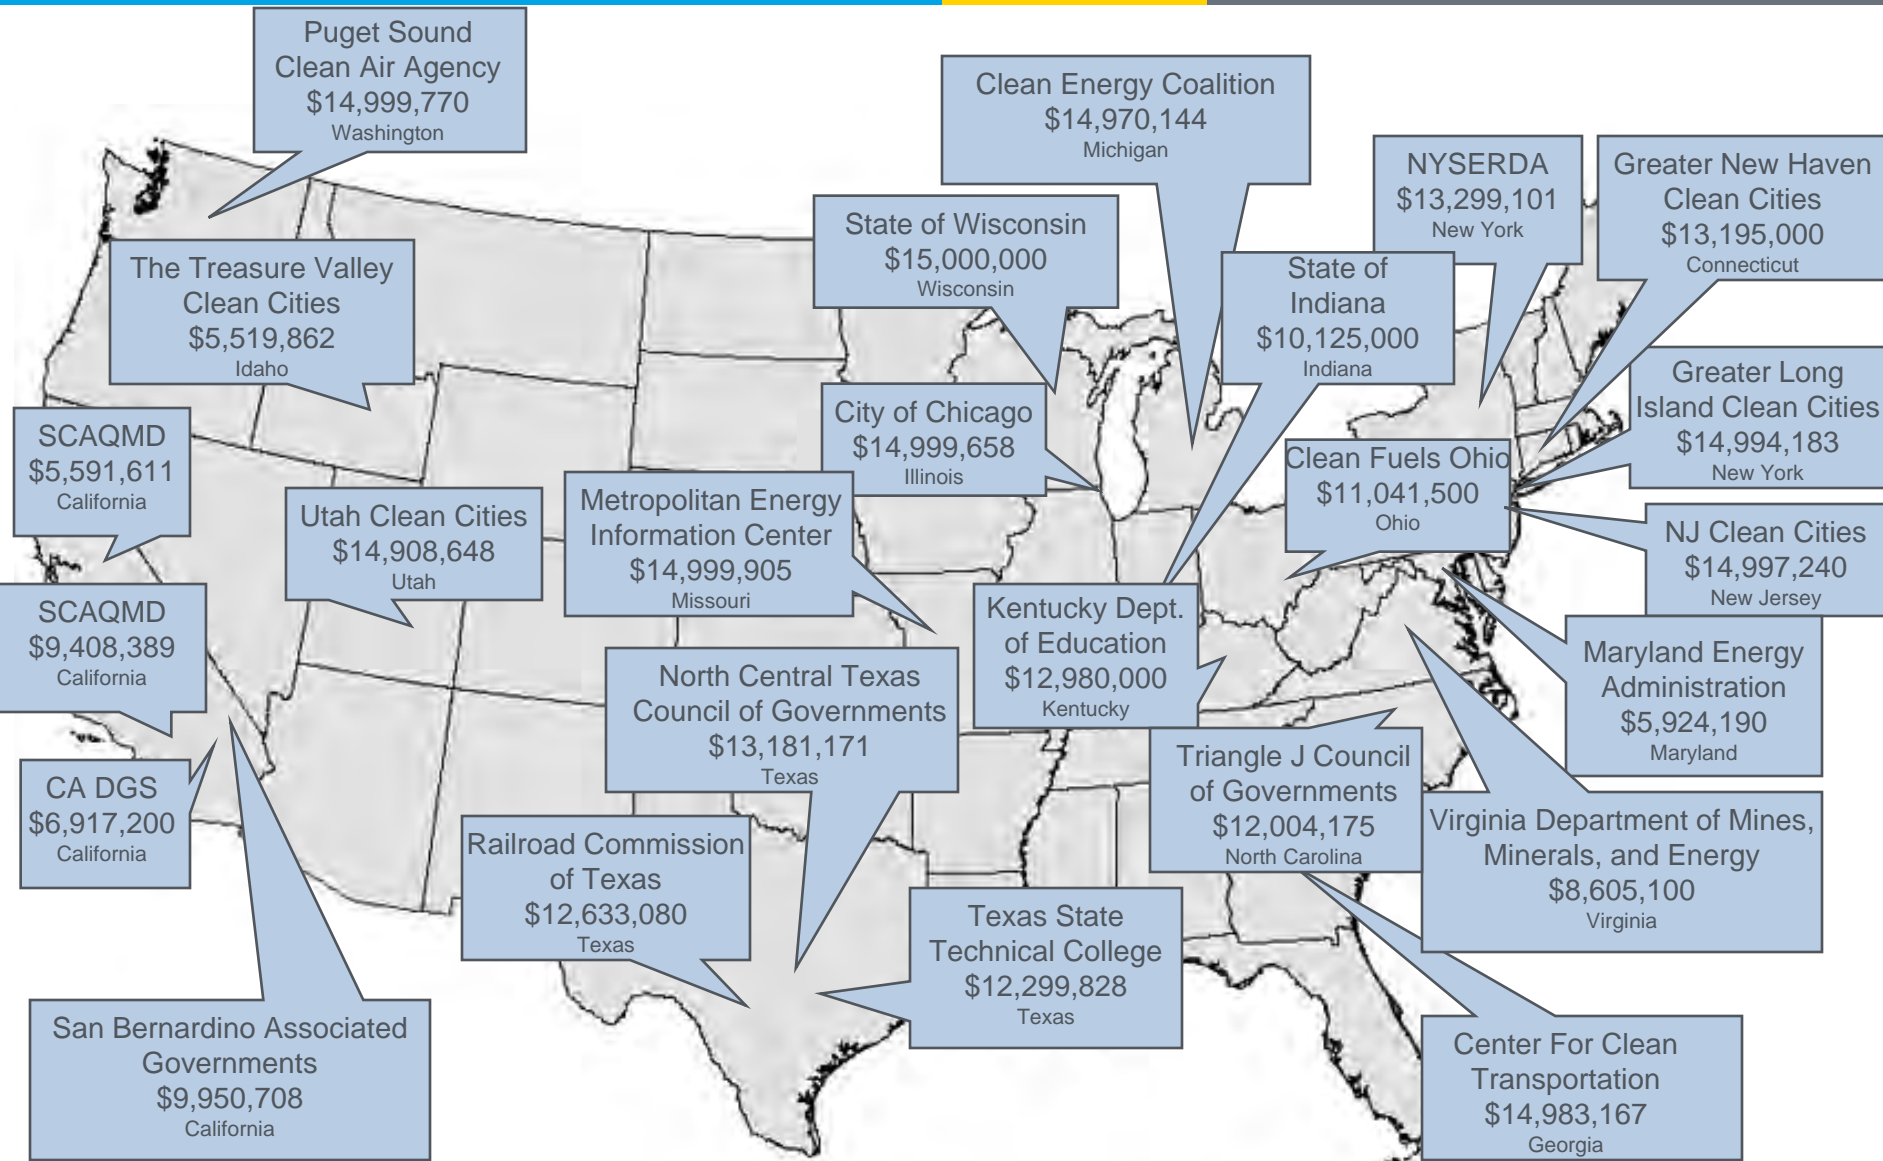 Puget Sound
Clean Air Agency
$14,999,770
Washington
Clean Energy Coalition
$14,970,144
Michigan
NYSERDA
$13,299,101
New York
Greater New Haven
Clean Cities
$13,195,000
Connecticut
State of Wisconsin
$15,000,000
Wisconsin
The Treasure Valley
Clean Cities
$5,519,862
Idaho
State of
Indiana
$10,125,000
Indiana
Greater Long
Island Clean Cities
$14,994,183
New York
City of Chicago
$14,999,658
Illinois
SCAQMD
$5,591,611
California
Clean Fuels Ohio
$11,041,500
Ohio
Metropolitan Energy
Information Center
$14,999,905
Missouri
Utah Clean Cities
$14,908,648
Utah
NJ Clean Cities
$14,997,240
New Jersey
SCAQMD
$9,408,389
California
Kentucky Dept.
of Education
$12,980,000
Kentucky
Maryland Energy
Administration
$5,924,190
Maryland
North Central Texas
Council of Governments
$13,181,171
Texas
Triangle J Council
of Governments
$12,004,175
North Carolina
CA DGS
$6,917,200
California
Virginia Department of Mines,
Minerals, and Energy
$8,605,100
Virginia
Railroad Commission
of Texas
$12,633,080
Texas
Texas State
Technical College
$12,299,828
Texas
San Bernardino Associated
Governments
$9,950,708
California
Center For Clean
Transportation
$14,983,167
Georgia